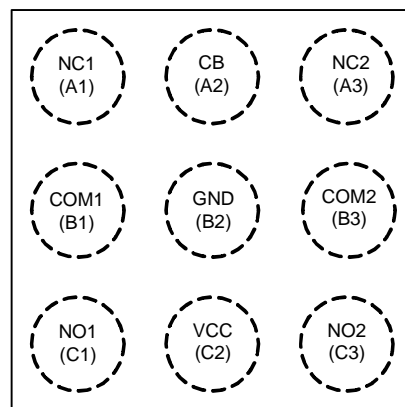 NC1
(A1)
CB
(A2)
NC2
(A3)
COM1
(B1)
GND
(B2)
COM2
(B3)
NO1
(C1)
VCC
(C2)
NO2
(C3)